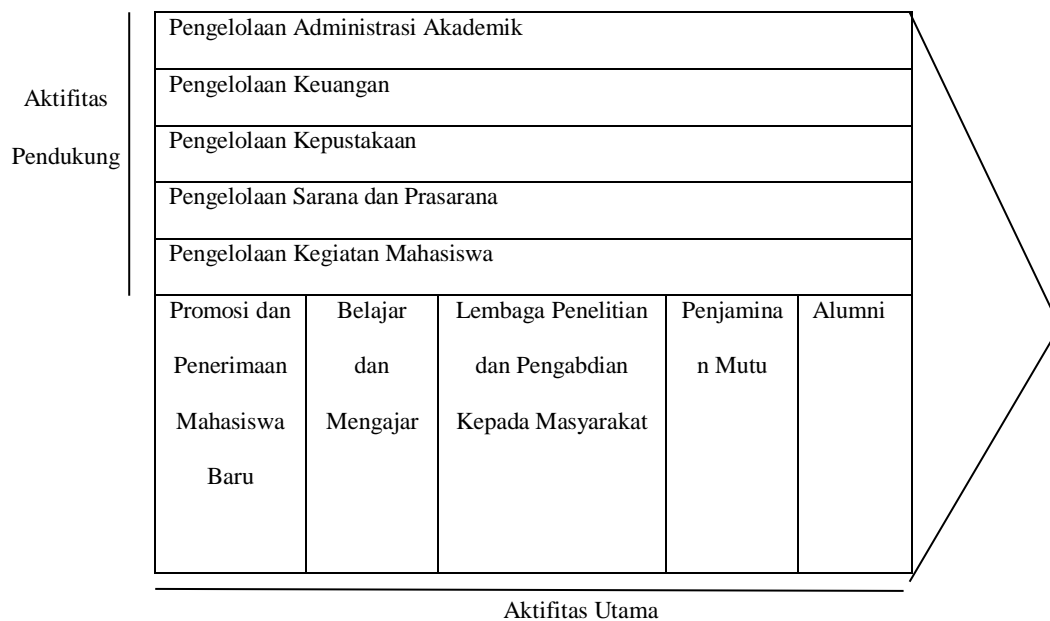 Pengelolaan Administrasi Akademik
Aktifitas
Pendukung
Pengelolaan Keuangan
Pengelolaan Kepustakaan
Pengelolaan Sarana dan Prasarana
Pengelolaan Kegiatan Mahasiswa
Promosi dan
Penerimaan
Mahasiswa
Baru
Belajar
dan
Mengajar
Lembaga Penelitian
dan Pengabdian
Kepada Masyarakat
Penjamina
n Mutu
Alumni
Aktifitas Utama